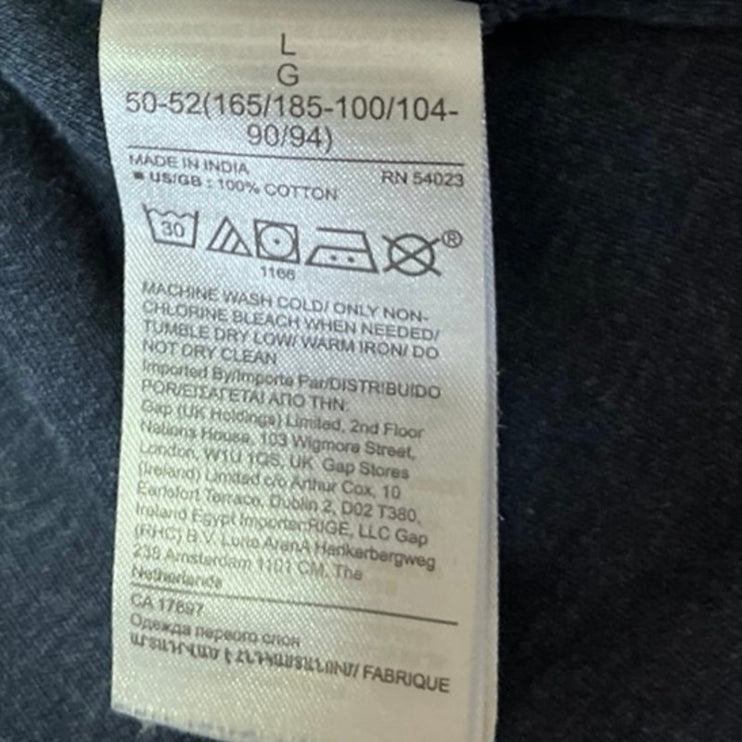 L
G
50-52(165/185-100/104-
90/94)
MADE IN INDIA RN 54023
US/GB : 100% COTTON
30
®
1166
MACHINE WASH COLD/ ONLY NON-
CHLORINE BLEACH WHEN NEEDED/
TUMBLE DRY LOW/ WARM IRON/ DO
NOT DRY CLEAN
Imported By/Importe Par/DISTRIBUIDO
POR/ΕΙΣΑΓΕΤΑΙ ΑΠΟ ΤΗΝ:
Gap (UK Holdings) Limited, 2nd Floor
Nations House, 103 Wigmore Street,
London, W1U 1QS, UK Gap Stores
(Ireland) Limited c/o Arthur Cox, 10
Earlsfort Terrace, Dublin 2, D02 T380,
Ireland Egypt Importer:RIGE, LLC Gap
(RHC) B.V. Luna ArenA Herikerbergweg
238 Amsterdam 1101 CM, The
Netherlands
CA 17897
Одежда первого слоя
FABRIQUE